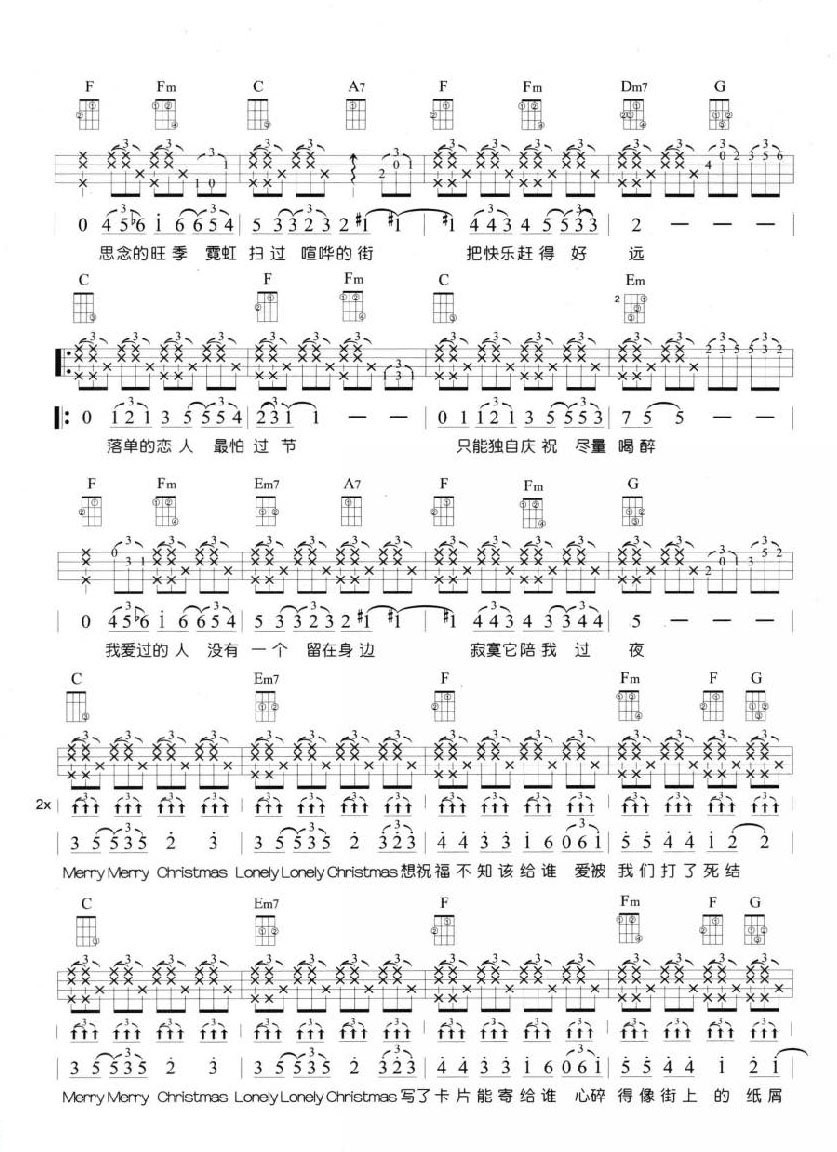 F Fm C A7 F Fm Dm7 G
0 4 5 ♭6 i 6 6 5 4 5 3 3 2 3 2 #1 #1 #1 4 4 3 4 5 5 3 3 2 — — —
思念的旺季 霓虹 扫过 喧哗的街 把快乐赶得好 远
C F Fm C Em
0 1 2 1 3 5 5 5 4 2 3 1 1 — — 0 1 1 2 1 3 5 5 5 3 7 5 5 — —
落单的恋人 最怕过节 只能独自庆祝 尽量喝醉
F Fm Em7 A7 F Fm G
0 4 5 ♭6 i 6 6 5 4 5 3 3 2 3 2 #1 #1 #1 4 4 3 4 3 3 4 4 5 — — —
我爱过的人 没有一个 留在身边 寂寞它陪我过 夜
C Em7 F Fm F G
2x
3 5 5 3 5 2 3 3 5 5 3 5 2 3 2 3 4 4 3 3 1 6 0 6 1 5 5 4 4 1 2 2
Merry Merry Christmas Lonely Lonely Christmas 想祝福不知该给谁 爱被 我们打了死结
C Em7 F Fm F G
3 5 5 3 5 2 3 3 5 5 3 5 2 3 2 3 4 4 3 3 1 6 0 6 1 5 5 4 4 1 2 1
Merry Merry Christmas Lonely Lonely Christmas 写了卡片能寄给谁 心碎 得像街上 的 纸屑